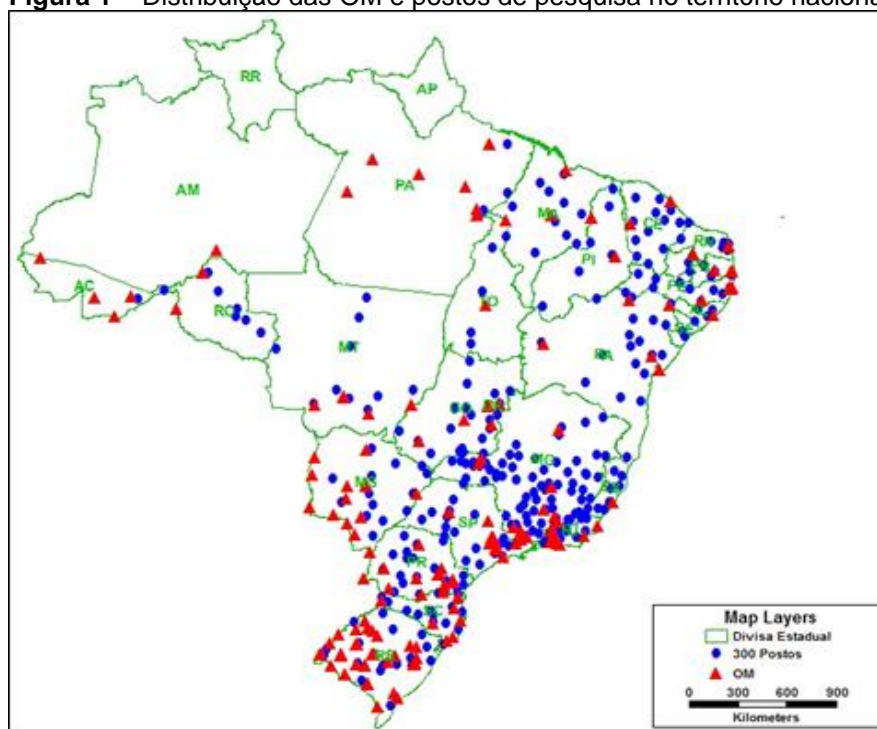 Figura 1 – Distribuição das OM e postos de pesquisa no território naciona
RR
AP
AM
PA
MA
CE
RN
PI
AC
RO
TO
MT
BA
MG
MS
SP
PR
SC
RS
Map Layers
Divisa Estadual
300 Postos
OM
0 300 600 900
Kilometers